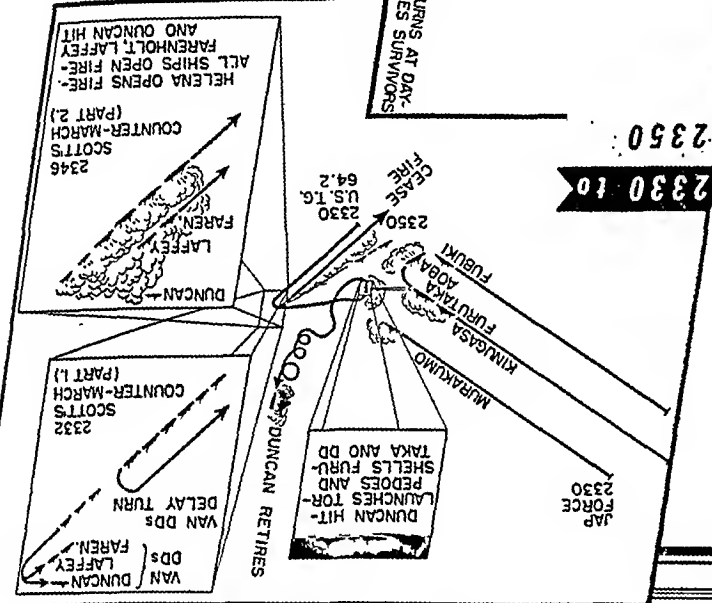 JAP
FORCE
2330
MURAKUMO
KINUGASA
FURUTAKA
AOBA
FUBUKI
DUNCAN HIT-
LAUNCHES TOR-
PEDOES AND
SHELLS FURU-
TAKA AND DD
DUNCAN RETIRES
VAN
DDs
DUNCAN
LAFFEY
FAREN.
VAN DDs
DELAY TURN
2332
SCOTT'S
COUNTER-MARCH
(PART 1.)
2330 to
2350
2350
CEASE
FIRE
2330
U.S. T.G.
64.2
DUNCAN
LAFFEY
FAREN.
2346
SCOTT'S
COUNTER-MARCH
(PART 2.)
HELENA OPENS FIRE-
ALL SHIPS OPEN FIRE-
FARENHOLT, LAFFEY
AND DUNCAN HIT
URNS AT DAY-
ES SURVIVORS